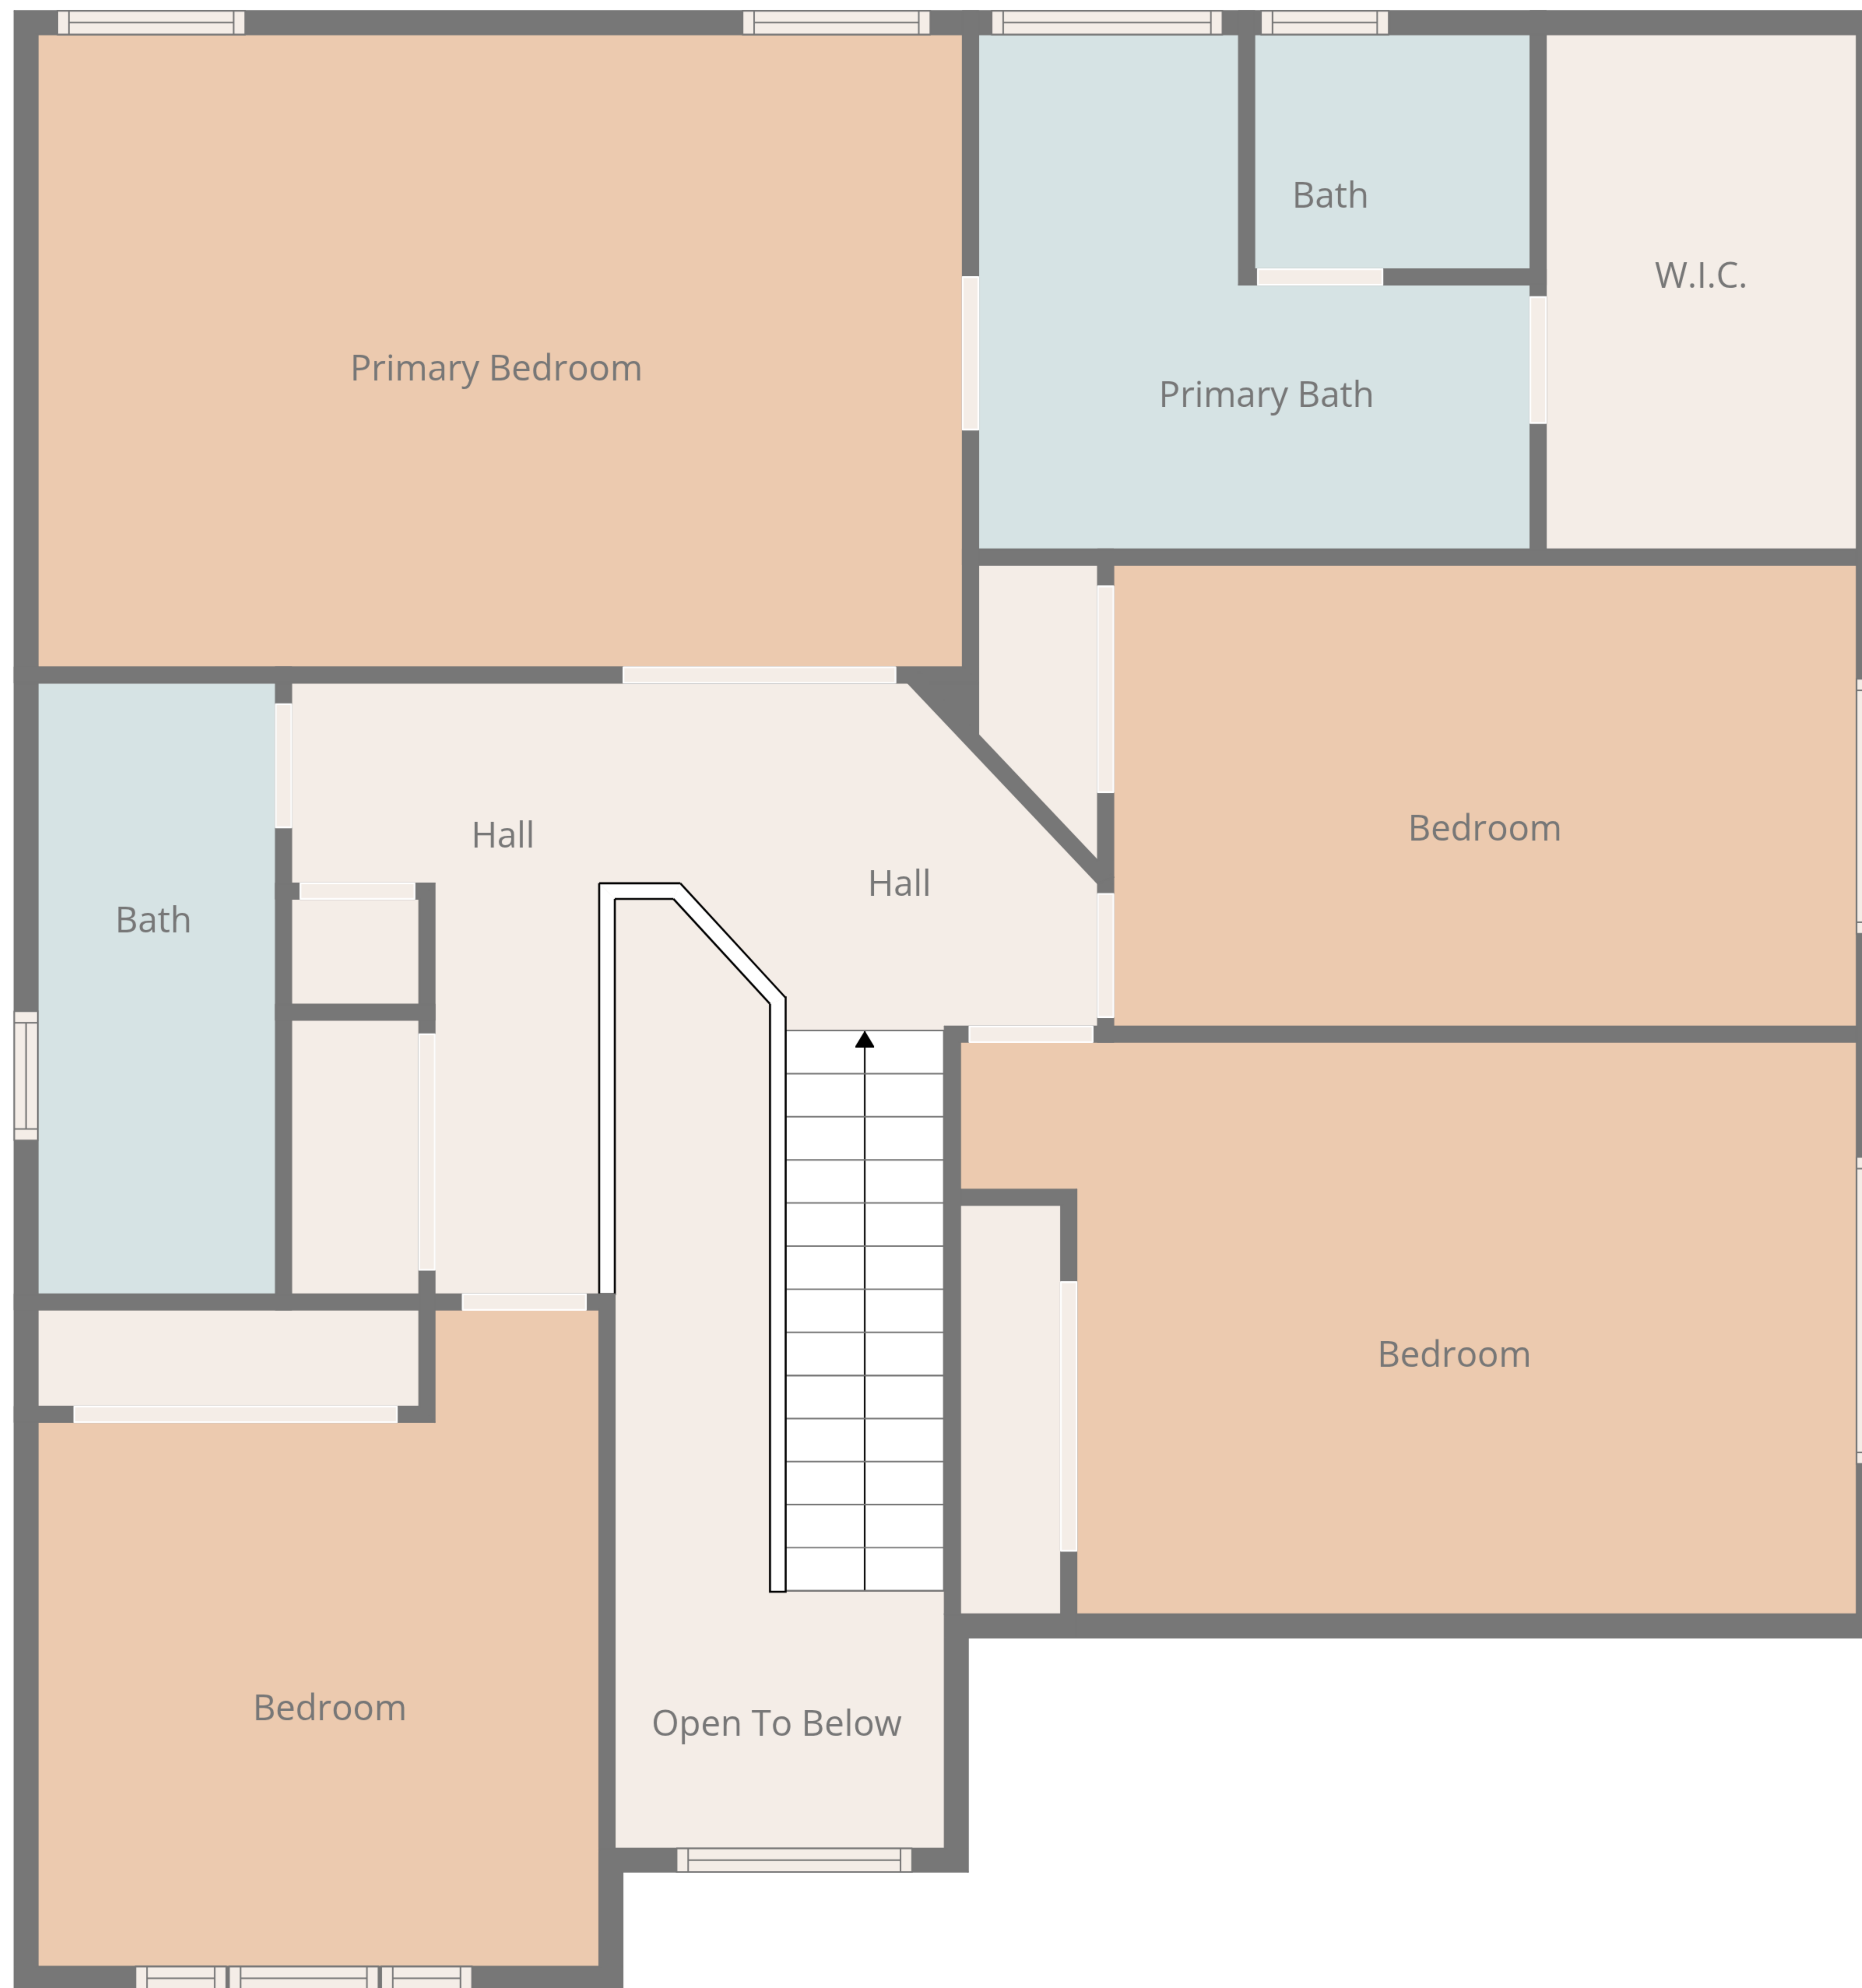 Bath
W.I.C.
Primary Bedroom
Primary Bath
Hall
Bedroom
Hall
Bath
Bedroom
Bedroom
Open To Below